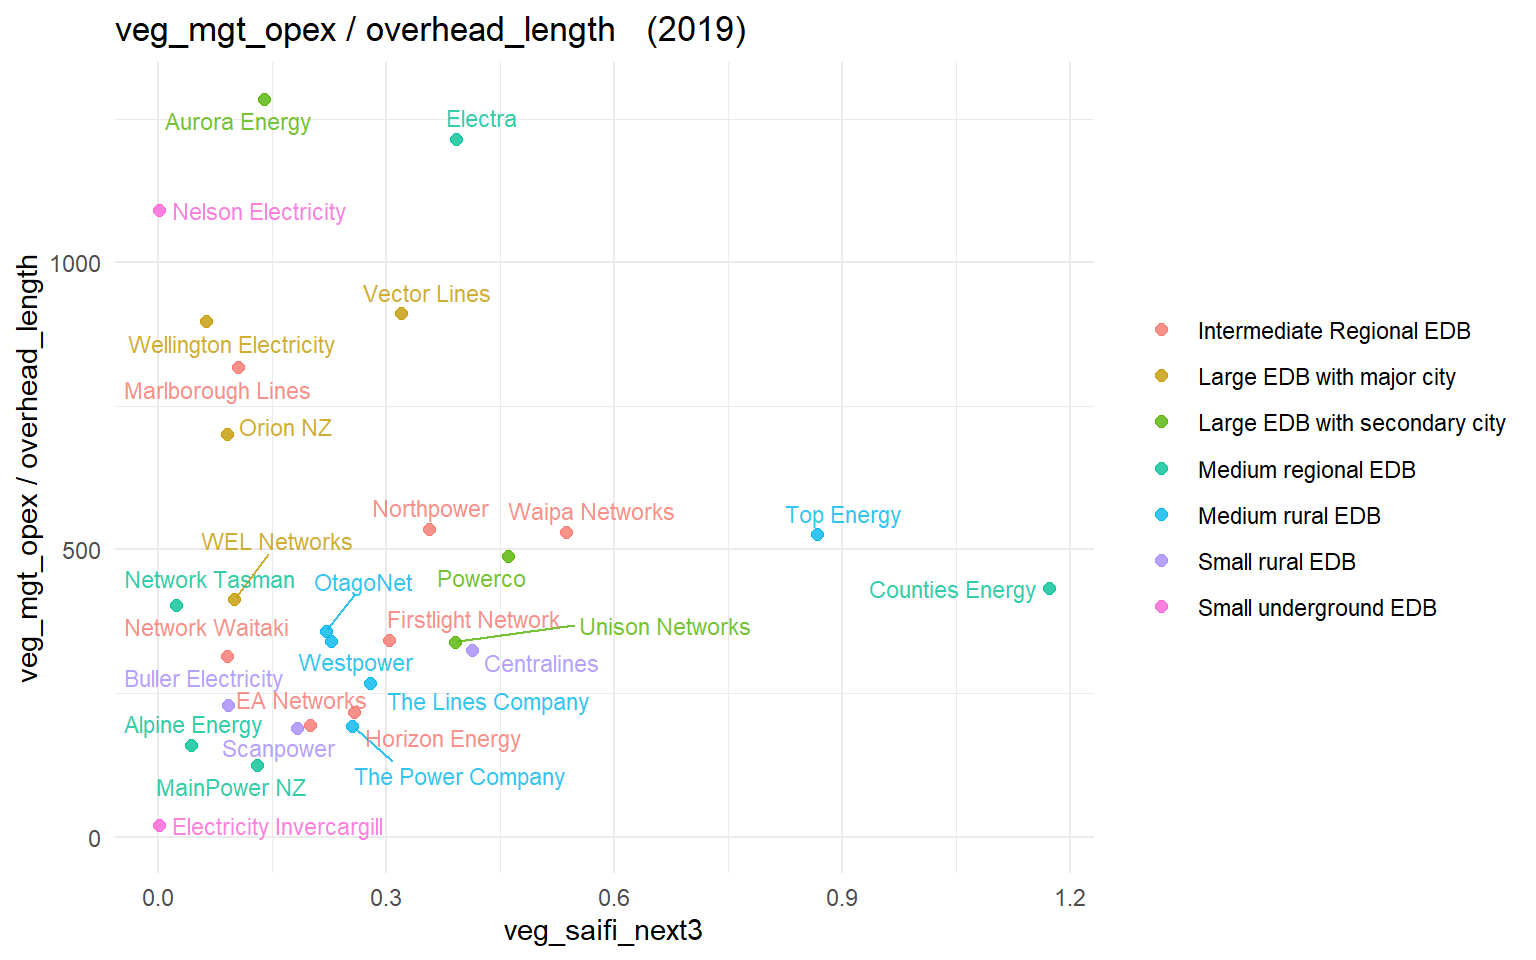 veg_mgt_opex / overhead_length   (2019)
veg_mgt_opex / overhead_length
1000
500
0
Aurora Energy
Electra
Nelson Electricity
Vector Lines
Wellington Electricity
Marlborough Lines
Orion NZ
Northpower
Waipa Networks
Top Energy
WEL Networks
Network Tasman
OtagoNet
Powerco
Counties Energy
Network Waitaki
Firstlight Network
Unison Networks
Westpower
Centralines
Buller Electricity
EA Networks
The Lines Company
Alpine Energy
Scanpower
Horizon Energy
The Power Company
MainPower NZ
Electricity Invercargill
0.0
0.3
0.6
0.9
1.2
veg_saifi_next3
Intermediate Regional EDB
Large EDB with major city
Large EDB with secondary city
Medium regional EDB
Medium rural EDB
Small rural EDB
Small underground EDB